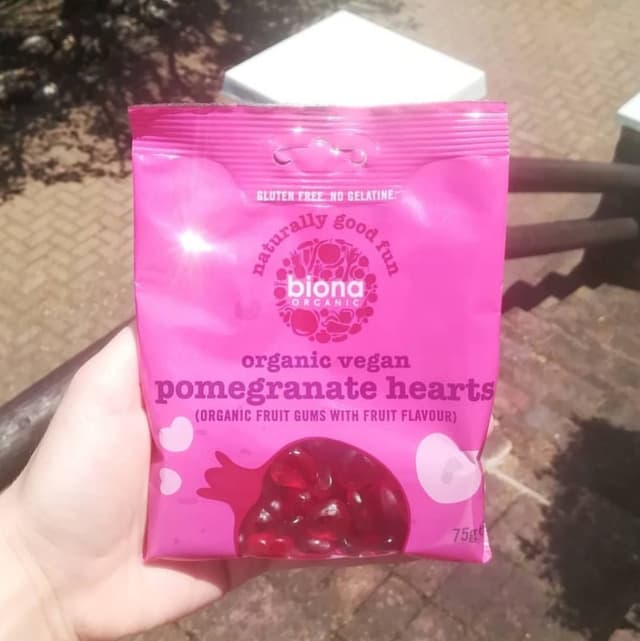 GLUTEN FREE. NO GELATINE.
naturally good fun
biona
ORGANIC
organic vegan
pomegranate hearts
(ORGANIC FRUIT GUMS WITH FRUIT FLAVOUR)
75g℮